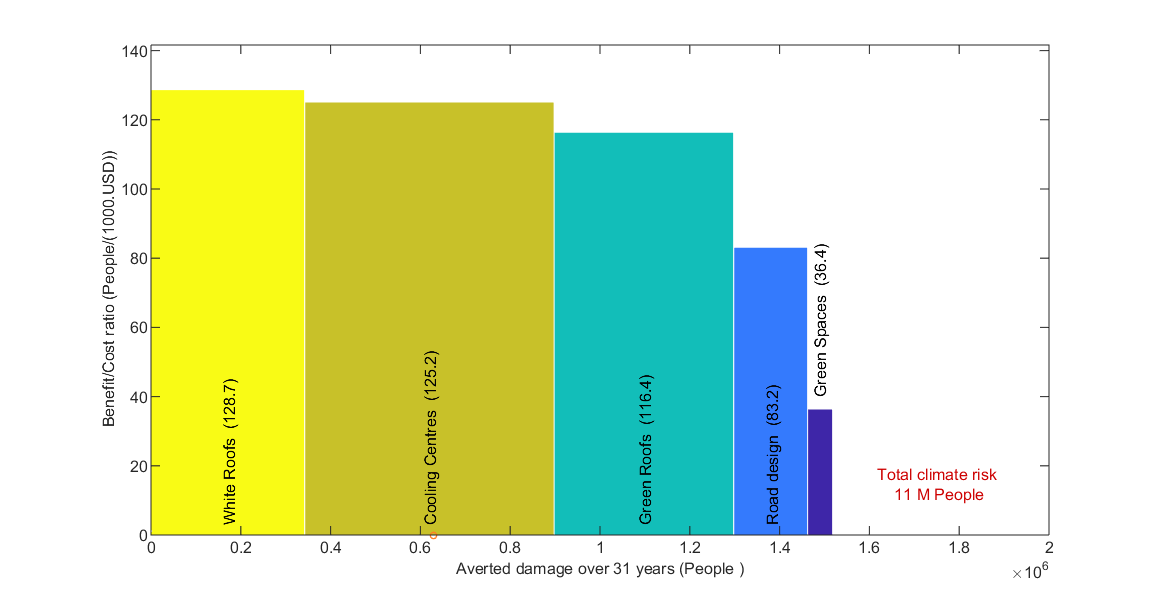 140
120
100
80
60
40
20
0
Benefit/Cost ratio (People/(1000.USD))
White Roofs (128.7)
Cooling Centres (125.2)
Green Roofs (116.4)
Road design (83.2)
Green Spaces (36.4)
Total climate risk
11 M People
0 0.2 0.4 0.6 0.8 1 1.2 1.4 1.6 1.8 2
×10⁶
Averted damage over 31 years (People )